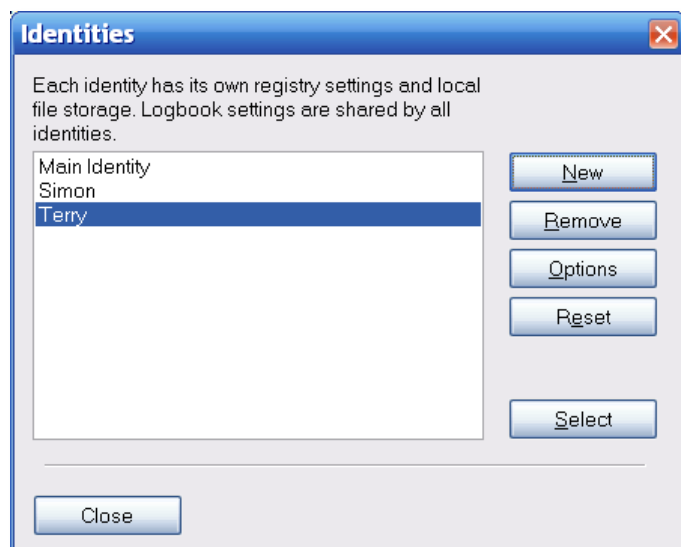 Identities
Each identity has its own registry settings and local
file storage. Logbook settings are shared by all
identities.
Main Identity
Simon
Terry
New
Remove
Options
Reset
Select
Close